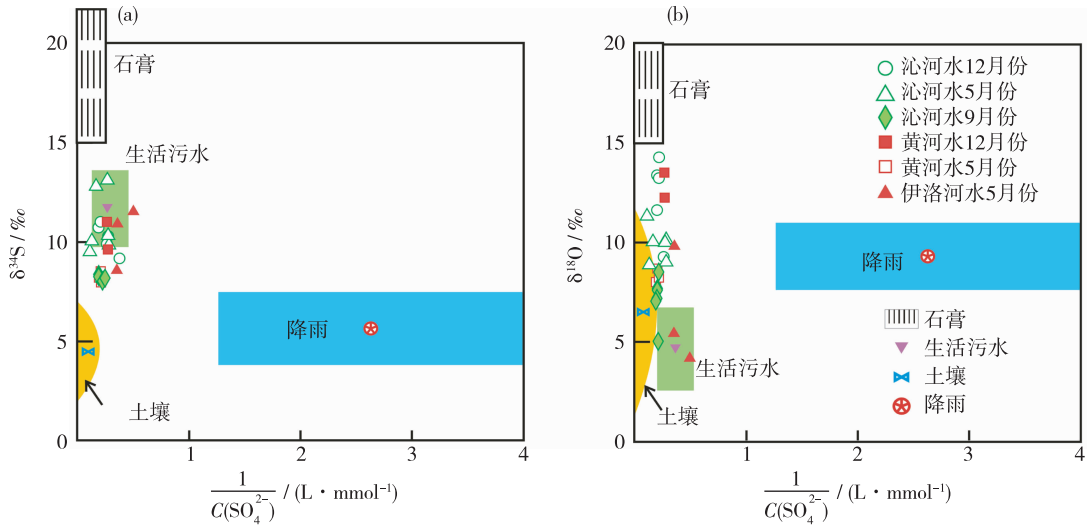 (a)
20
15
10
5
0
1
2
3
4
δ³⁴S / ‰
石膏
生活污水
降雨
土壤
1/C(SO₄²⁻) / (L·mmol⁻¹)
(b)
20
15
10
5
0
1
2
3
4
δ¹⁸O / ‰
石膏
沁河水12月份
沁河水5月份
沁河水9月份
黄河水12月份
黄河水5月份
伊洛河水5月份
降雨
生活污水
土壤
石膏
生活污水
土壤
降雨
1/C(SO₄²⁻) / (L·mmol⁻¹)